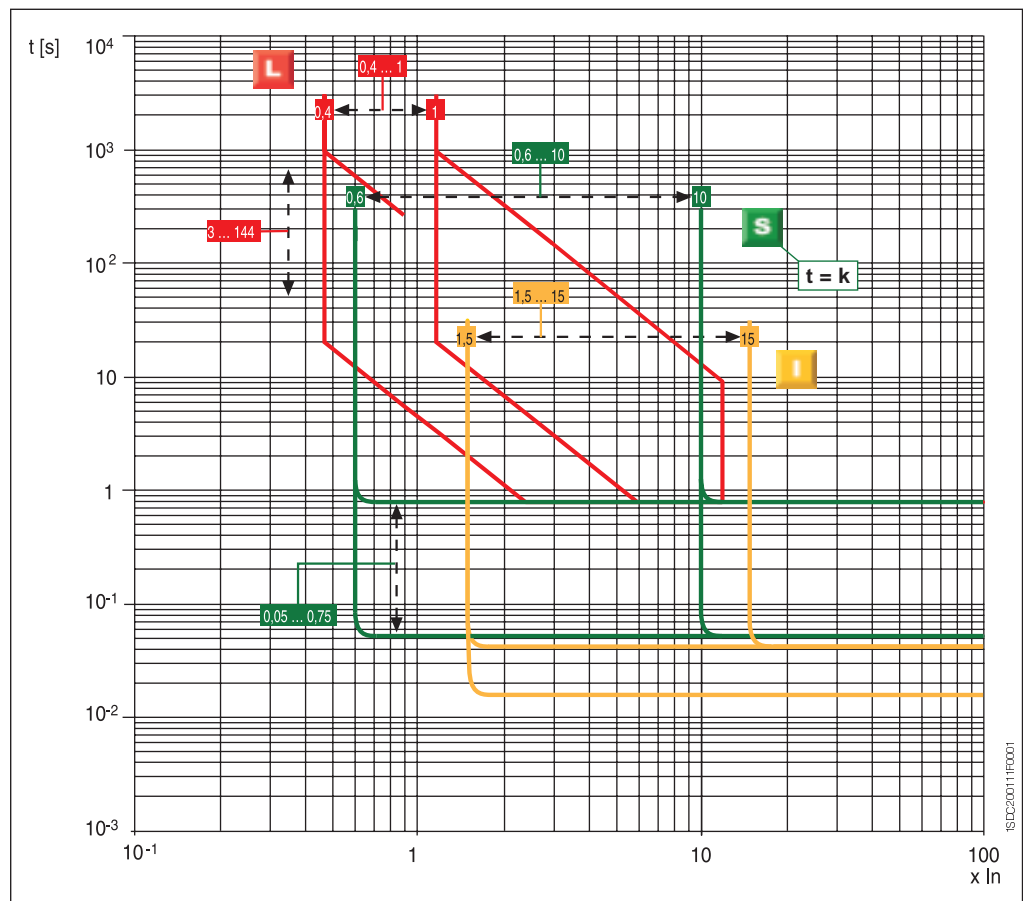 t [s]
10⁴
10³
10²
10
1
10⁻¹
10⁻²
10⁻³
L
0,4 ... 1
0,4
1
0,6 ... 10
0,6
10
S
t = k
3 ... 144
1,5 ... 15
1,5
15
I
0,05 ... 0,75
10⁻¹
1
10
100
x In
1SDC200111F0001